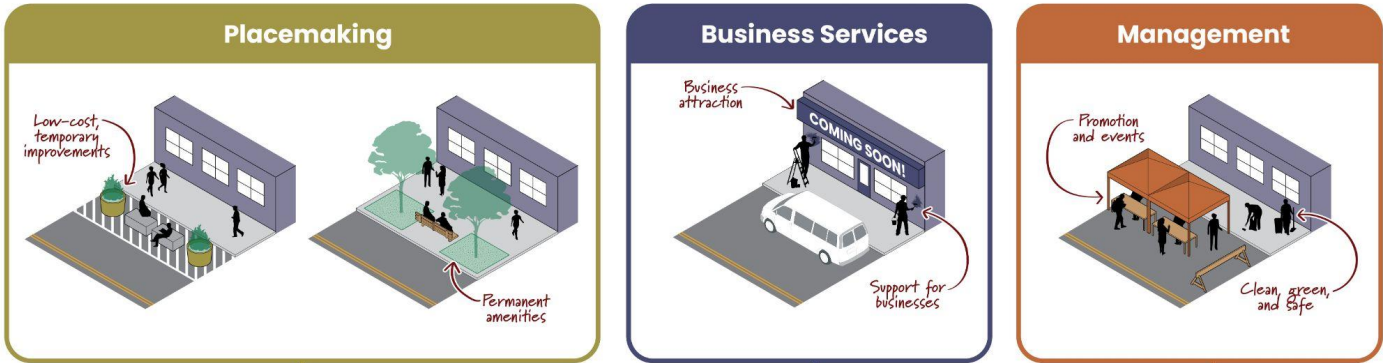 Placemaking
Low-cost,
temporary
improvements
Permanent
amenities
Business Services
Business
attraction
COMING SOON!
Support for
businesses
Management
Promotion
and events
Clean, green,
and safe